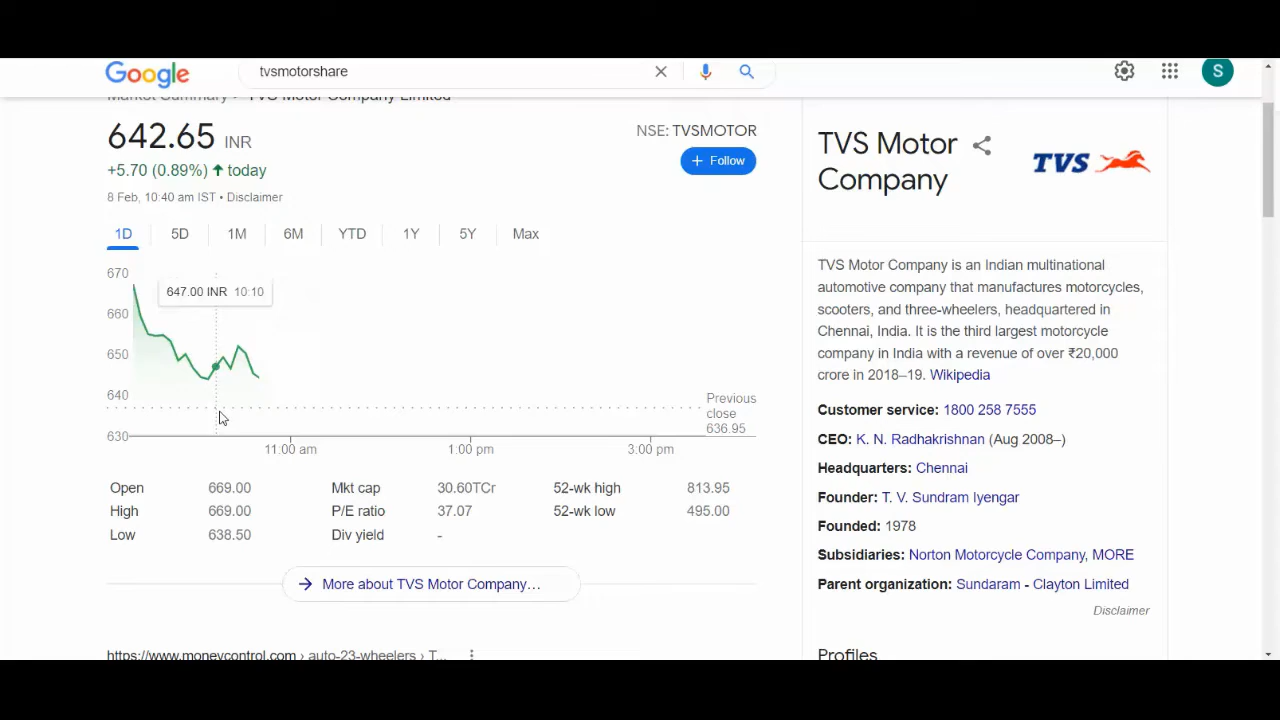 Google
tvsmotorshare
S
Market Summary > TVS Motor Company Limited
642.65 INR
+5.70 (0.89%) today
8 Feb, 10:40 am IST • Disclaimer
NSE: TVSMOTOR
+ Follow
1D 5D 1M 6M YTD 1Y 5Y Max
670
660
650
640
630
647.00 INR 10:10
Previous
close
636.95
11:00 am 1:00 pm 3:00 pm
Open 669.00 Mkt cap 30.60TCr 52-wk high 813.95
High 669.00 P/E ratio 37.07 52-wk low 495.00
Low 638.50 Div yield -
More about TVS Motor Company...
https://www.moneycontrol.com › auto-23-wheelers › T...
TVS Motor
Company
TVS
TVS Motor Company is an Indian multinational
automotive company that manufactures motorcycles,
scooters, and three-wheelers, headquartered in
Chennai, India. It is the third largest motorcycle
company in India with a revenue of over ₹20,000
crore in 2018–19. Wikipedia
Customer service: 1800 258 7555
CEO: K. N. Radhakrishnan (Aug 2008–)
Headquarters: Chennai
Founder: T. V. Sundram Iyengar
Founded: 1978
Subsidiaries: Norton Motorcycle Company, MORE
Parent organization: Sundaram - Clayton Limited
Disclaimer
Profiles